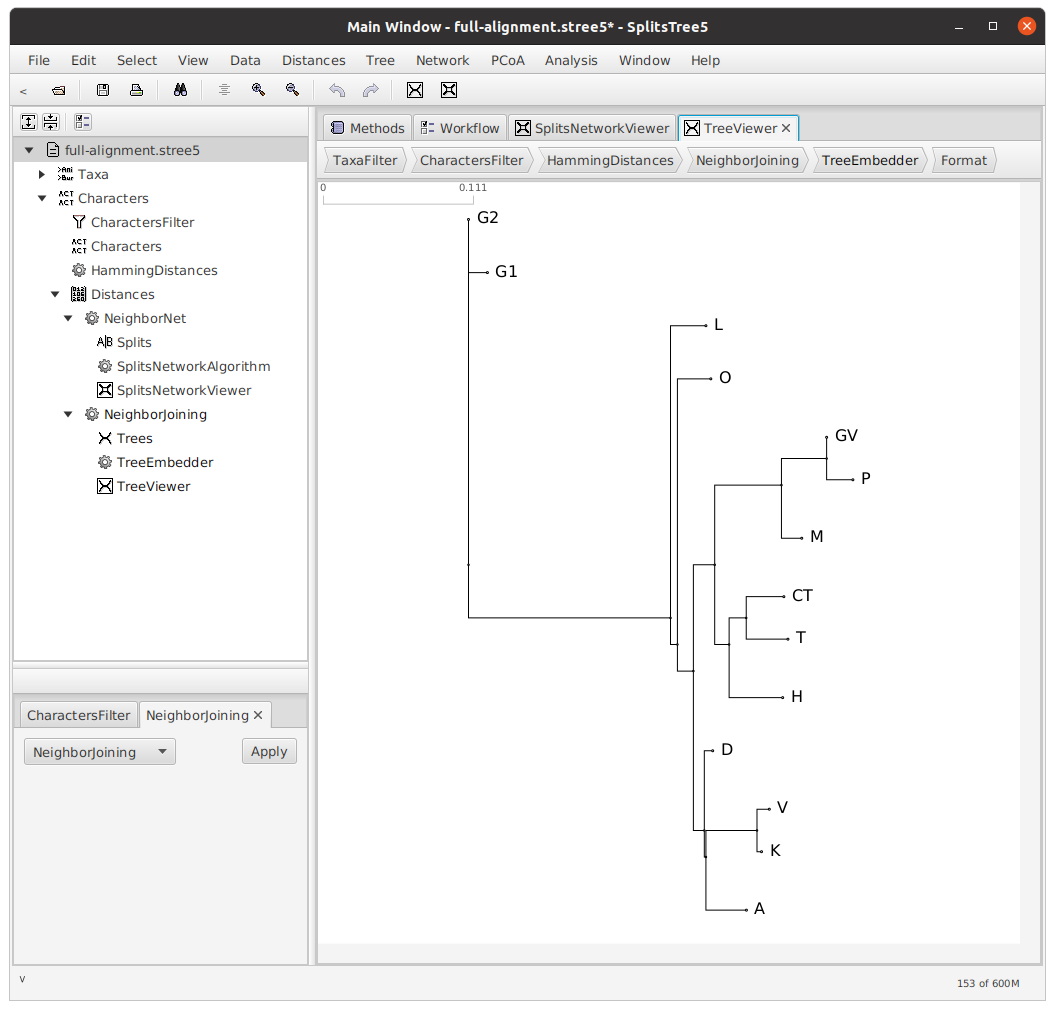 Main Window - full-alignment.stree5* - SplitsTree5
File Edit Select View Data Distances Tree Network PCoA Analysis Window Help
<
Methods Workflow SplitsNetworkViewer TreeViewer
full-alignment.stree5
Taxa
Characters
CharactersFilter
Characters
HammingDistances
Distances
NeighborNet
Splits
SplitsNetworkAlgorithm
SplitsNetworkViewer
NeighborJoining
Trees
TreeEmbedder
TreeViewer
TaxaFilter CharactersFilter HammingDistances NeighborJoining TreeEmbedder Format
0 0.111
G2
G1
L
O
GV
P
M
CT
T
H
D
V
K
A
CharactersFilter NeighborJoining
NeighborJoining Apply
v 153 of 600M